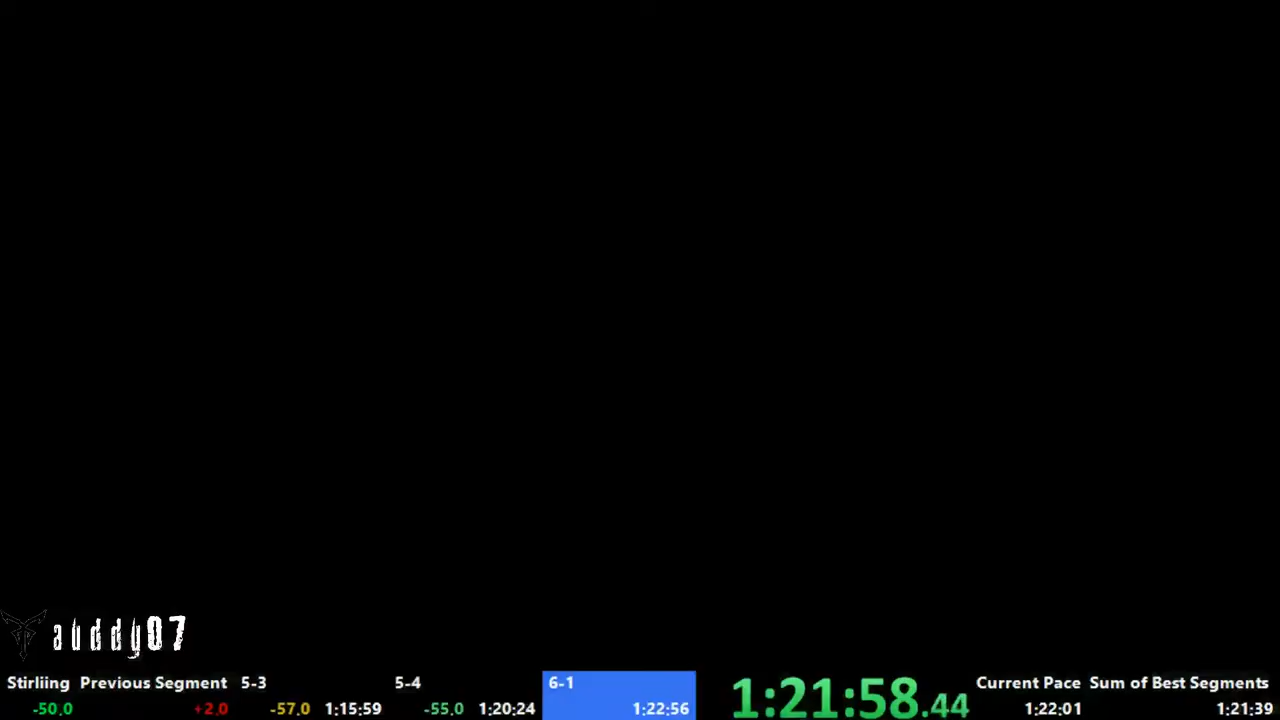 auddy07
Stirliing Previous Segment 5-3 5-4 6-1 Current Pace Sum of Best Segments
-50,0 +2,0 -57,0 1:15:59 -55,0 1:20:24 1:22:56 1:21:58.44 1:22:01 1:21:39